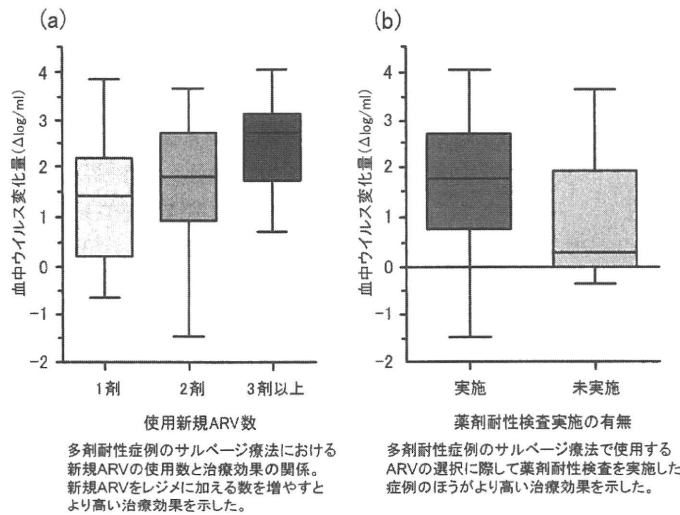 (a)
血中ウイルス変化量(Δlog/ml)
4
3
2
1
0
-1
-2
1剤
2剤
3剤以上
使用新規ARV数
多剤耐性症例のサルベージ療法における
新規ARVの使用数と治療効果の関係。
新規ARVをレジメに加える数を増やすと
より高い治療効果を示した。
(b)
血中ウイルス変化量(Δlog/ml)
4
3
2
1
0
-1
-2
実施
未実施
薬剤耐性検査実施の有無
多剤耐性症例のサルベージ療法で使用する
ARVの選択に際して薬剤耐性検査を実施した
症例のほうがより高い治療効果を示した。